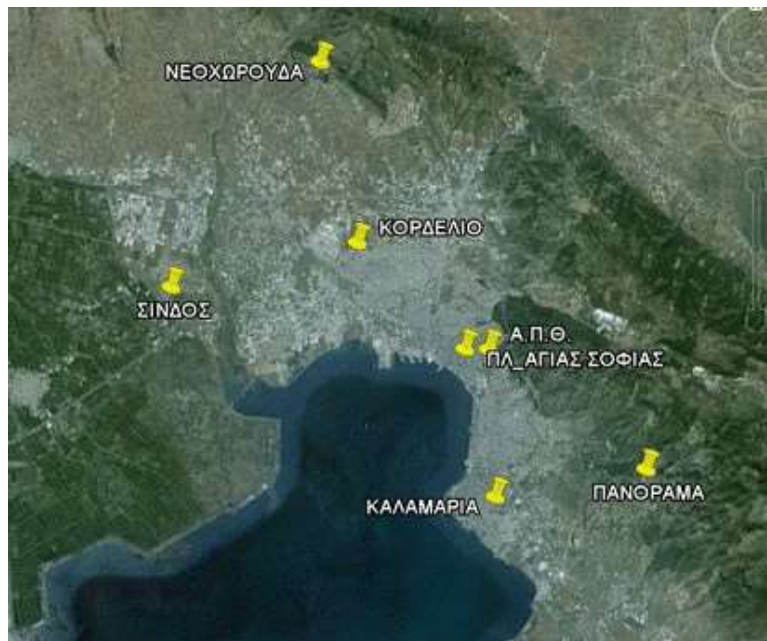 ΝΕΟΧΩΡΟΥΔΑ
ΚΟΡΔΕΛΙΟ
ΣΙΝΔΟΣ
Α.Π.Θ.
ΠΛ_ΑΓΙΑΣ ΣΟΦΙΑΣ
ΠΑΝΟΡΑΜΑ
ΚΑΛΑΜΑΡΙΑ